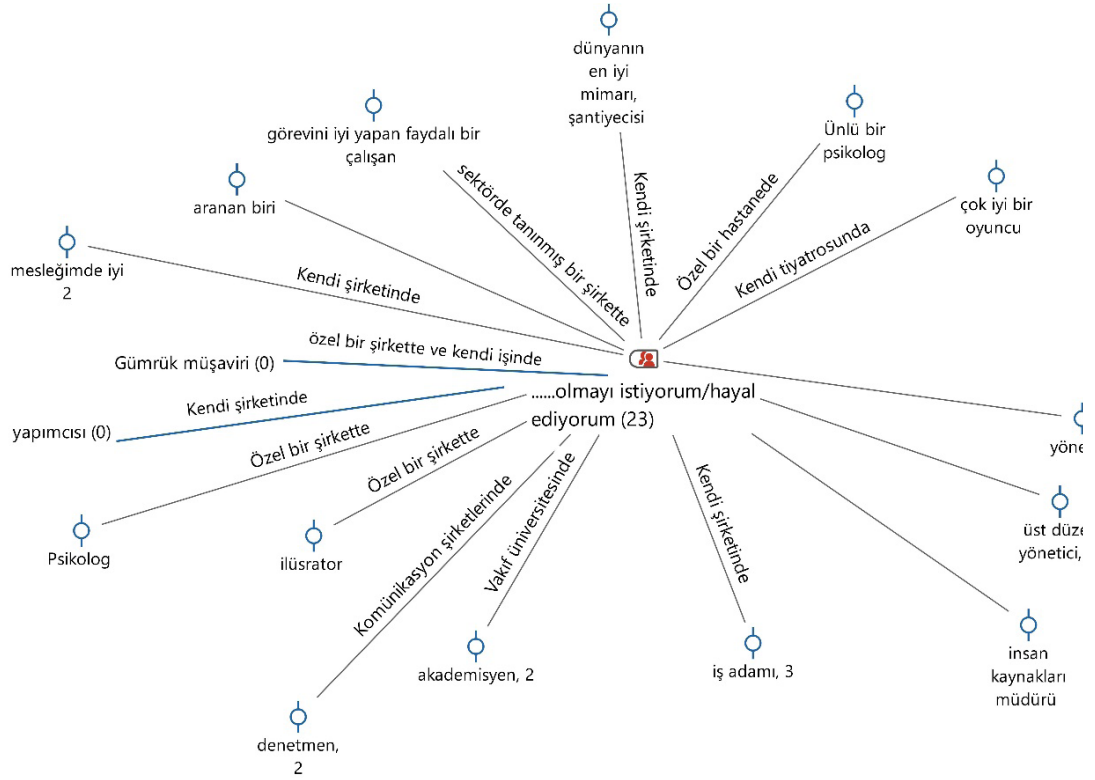 dünyanın
en iyi
mimarı,
şantiyecisi
görevini iyi yapan faydalı bir
çalışan
Ünlü bir
psikolog
aranan biri
çok iyi bir
oyuncu
mesleğimde iyi
2
sektörde tanınmış bir şirkette
Kendi şirketinde
Özel bir hastanede
Kendi tiyatrosunda
Kendi şirketinde
Gümrük müşaviri (0)
özel bir şirkette ve kendi işinde
Kendi şirketinde
yapımcısı (0)
......olmayı istiyorum/hayal
ediyorum (23)
Özel bir şirkette
Özel bir şirkette
Komünikasyon şirketlerinde
Vakıf üniversitesinde
Kendi şirketinde
yöne
üst düze
yönetici,
Psikolog
ilüsrator
akademisyen, 2
iş adamı, 3
insan
kaynakları
müdürü
denetmen,
2